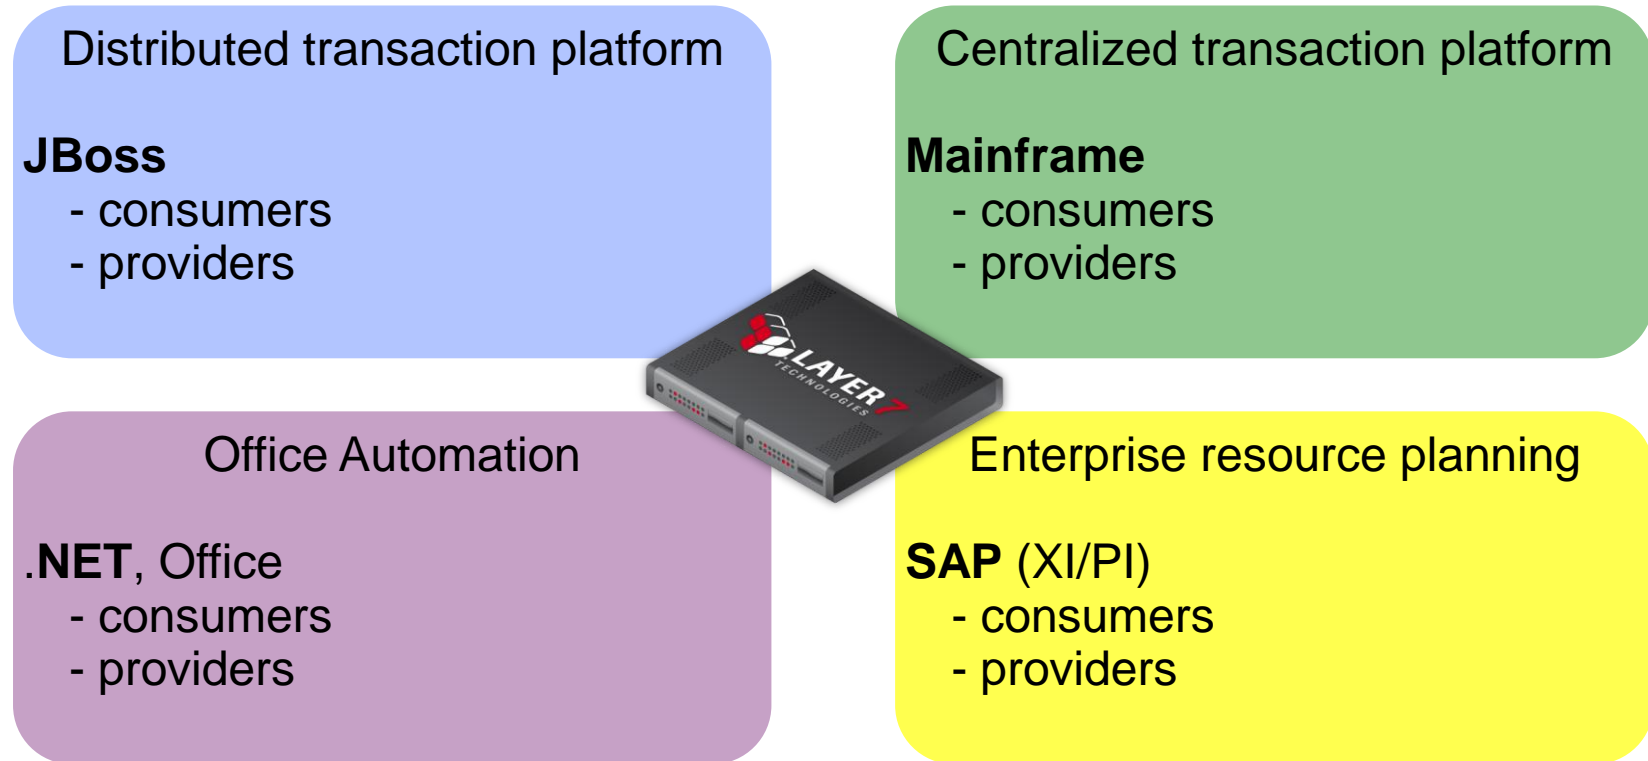 Distributed transaction platform
JBoss
- consumers
- providers
Centralized transaction platform
Mainframe
- consumers
- providers
LAYER 7
TECHNOLOGIES
Office Automation
.NET, Office
- consumers
- providers
Enterprise resource planning
SAP (XI/PI)
- consumers
- providers